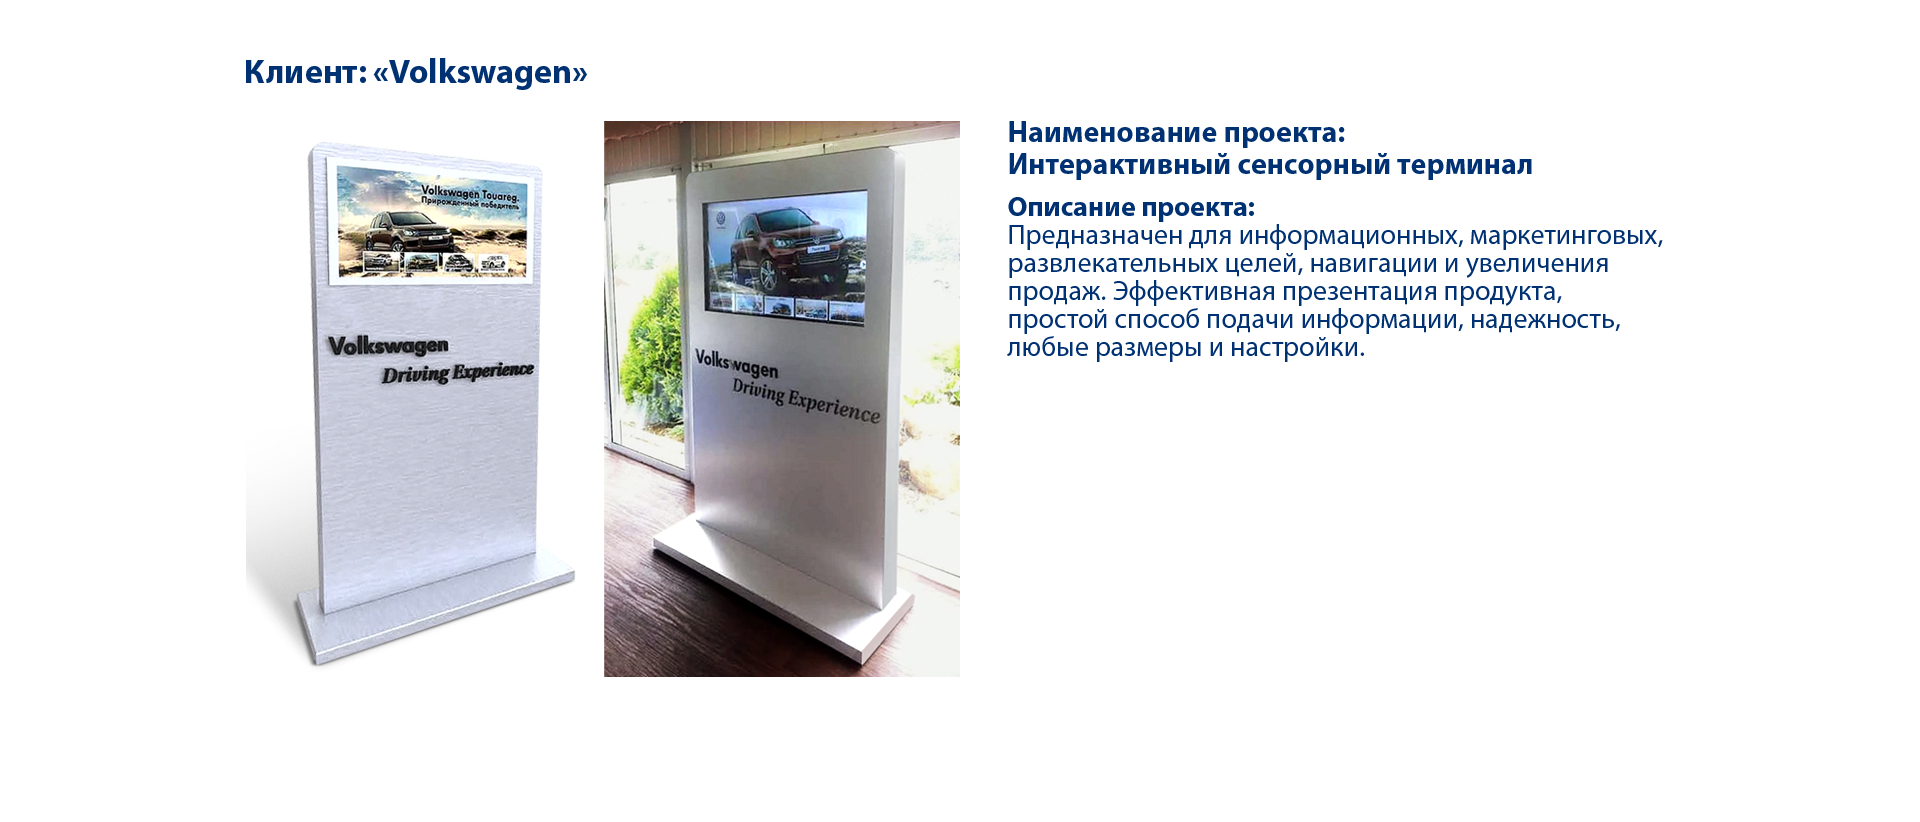 Клиент: «Volkswagen»
Volkswagen Touareg.
Прирожденный победитель
Volkswagen
Driving Experience
Volkswagen
Driving Experience
Наименование проекта:
Интерактивный сенсорный терминал
Описание проекта:
Предназначен для информационных, маркетинговых,
развлекательных целей, навигации и увеличения
продаж. Эффективная презентация продукта,
простой способ подачи информации, надежность,
любые размеры и настройки.